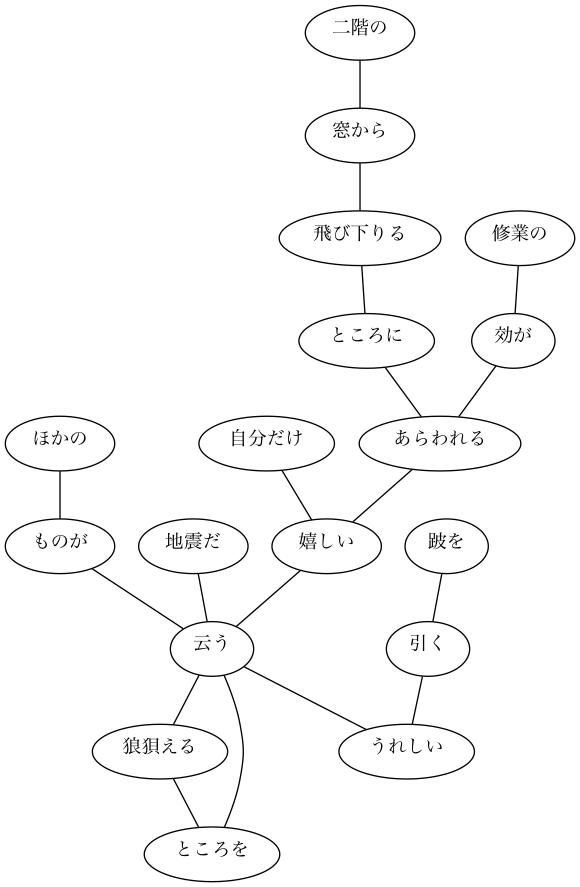 二階の
窓から
飛び下りる
修業の
ところに
効が
ほかの
自分だけ
あらわれる
ものが
地震だ
嬉しい
跛を
云う
引く
狼狽える
うれしい
ところを